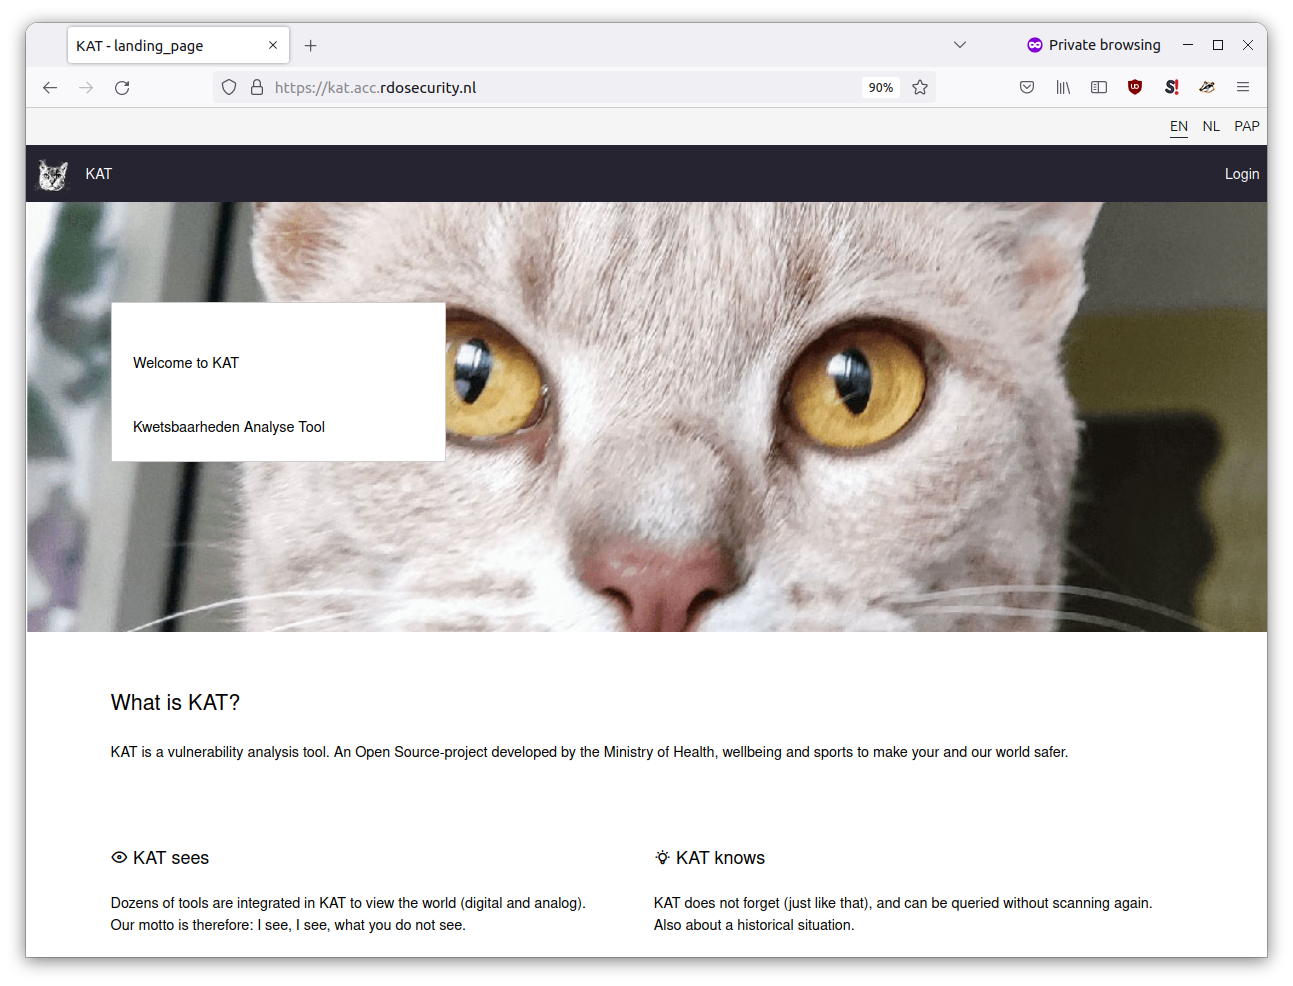 KAT - landing_page
Private browsing
https://kat.acc.rdosecurity.nl
90%
EN NL PAP
KAT
Login
Welcome to KAT
Kwetsbaarheden Analyse Tool
What is KAT?
KAT is a vulnerability analysis tool. An Open Source-project developed by the Ministry of Health, wellbeing and sports to make your and our world safer.
KAT sees
Dozens of tools are integrated in KAT to view the world (digital and analog).
Our motto is therefore: I see, I see, what you do not see.
KAT knows
KAT does not forget (just like that), and can be queried without scanning again.
Also about a historical situation.